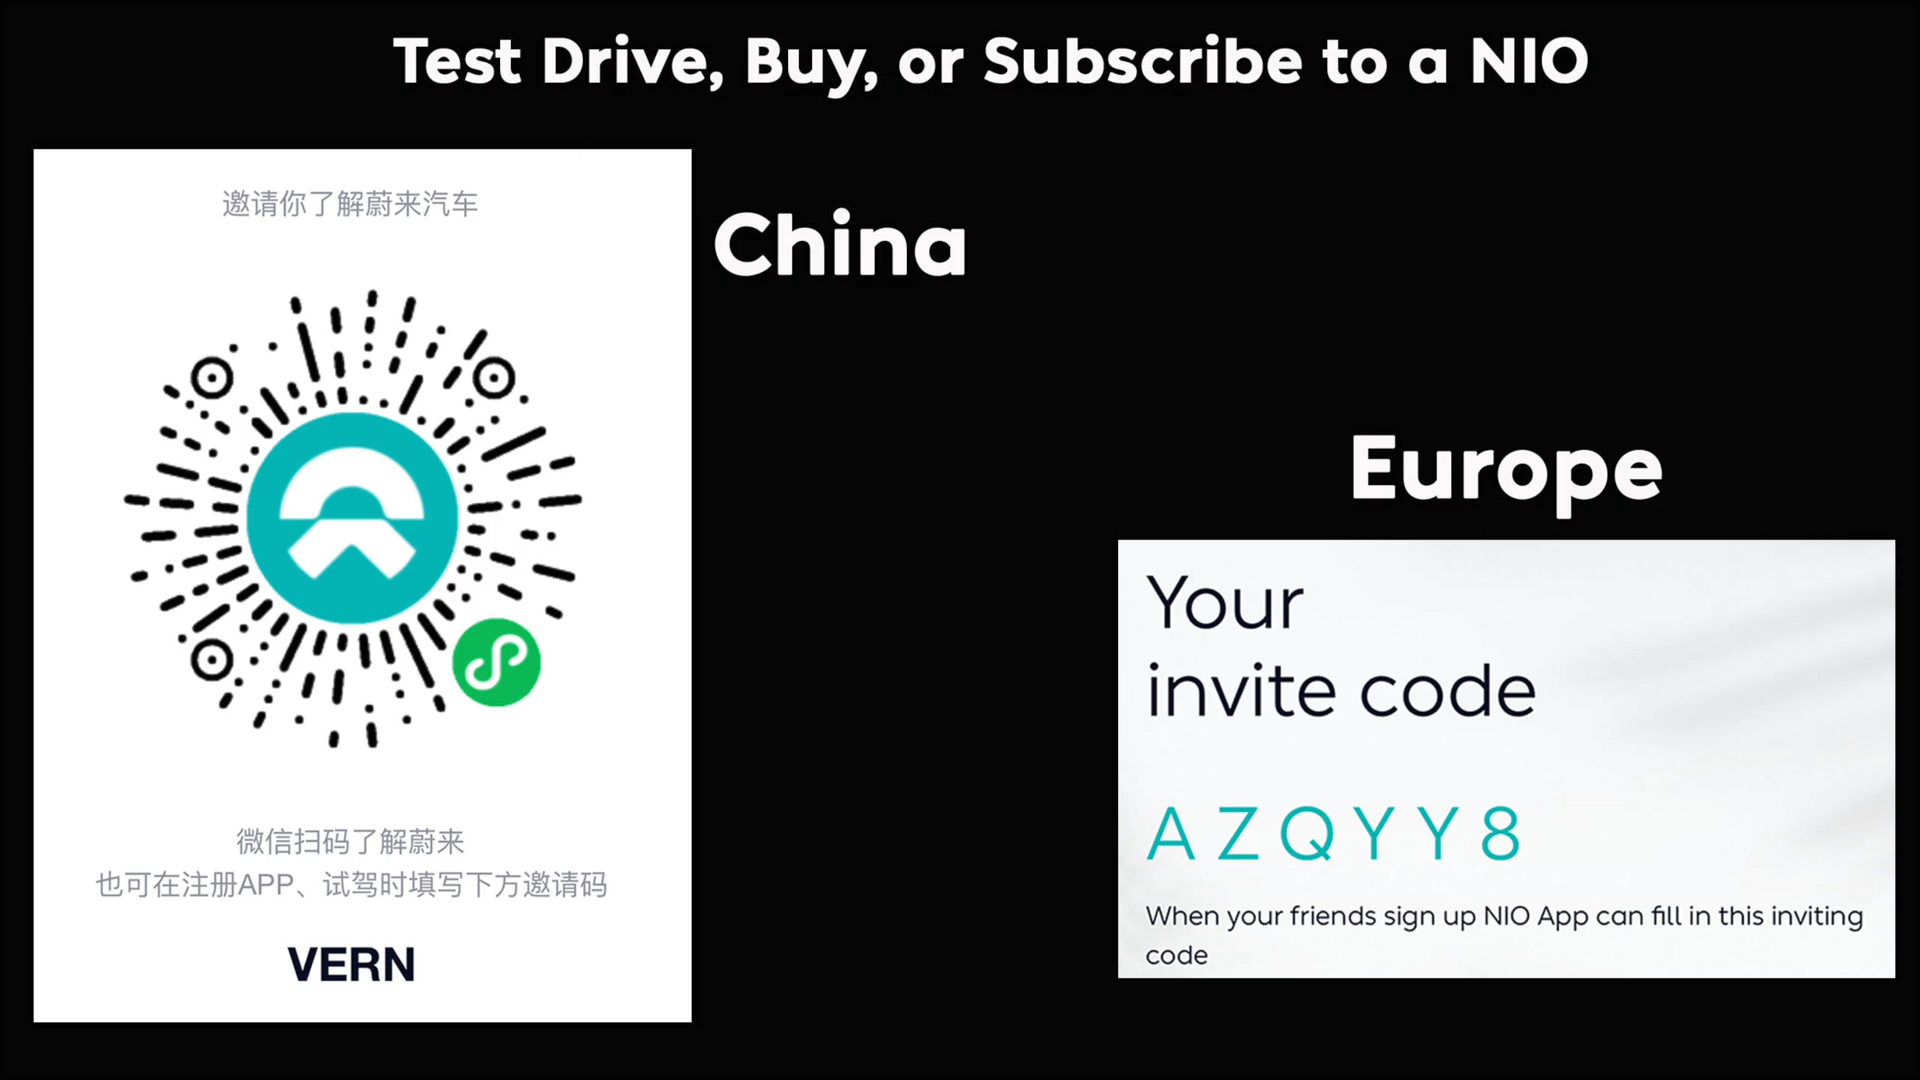 Test Drive, Buy, or Subscribe to a NIO
邀请你了解蔚来汽车
China
微信扫码了解蔚来
也可在注册APP、试驾时填写下方邀请码
VERN
Europe
Your
invite code
AZQYY8
When your friends sign up NIO App can fill in this inviting
code